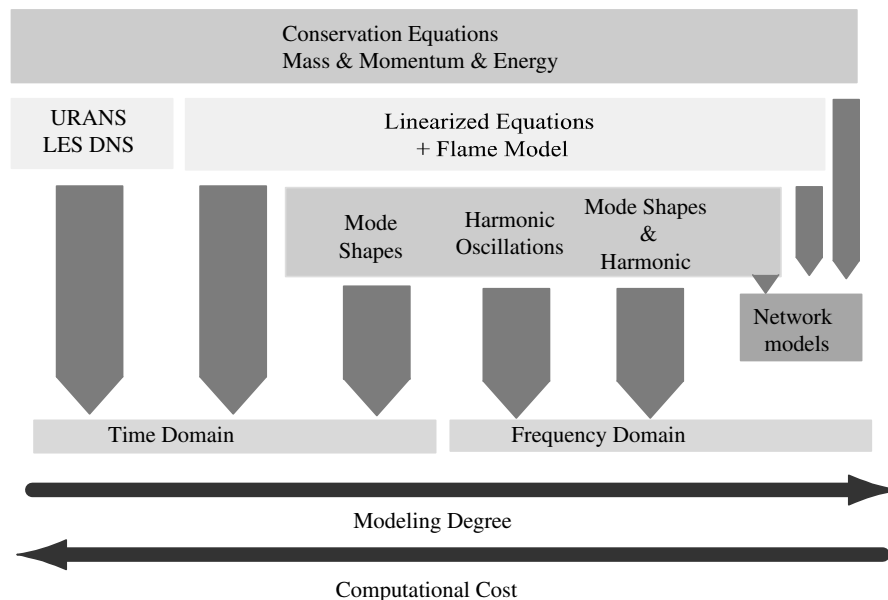 Conservation Equations
Mass & Momentum & Energy
URANS
LES DNS
Linearized Equations
+ Flame Model
Mode
Shapes
Harmonic
Oscillations
Mode Shapes
&
Harmonic
Network
models
Time Domain
Frequency Domain
Modeling Degree
Computational Cost